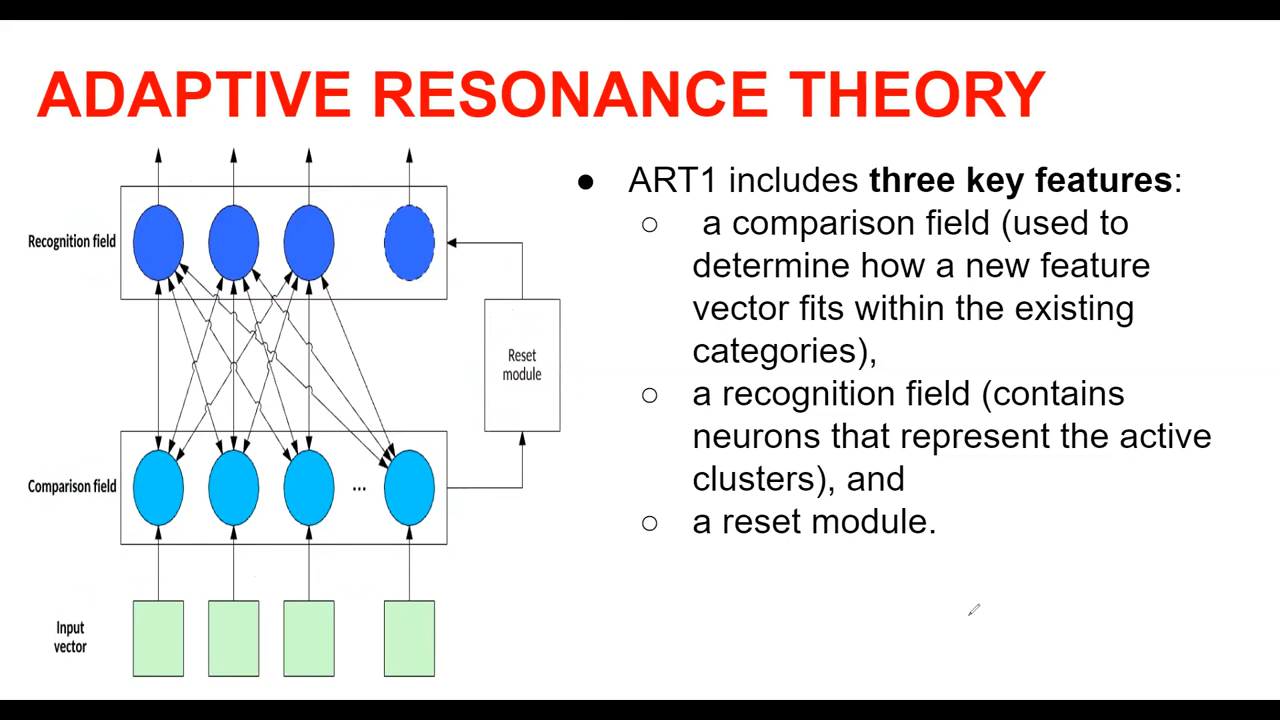 ADAPTIVE RESONANCE THEORY
Recognition field
Reset
module
Comparison field
...
Input
vector
● ART1 includes three key features:
○ a comparison field (used to
determine how a new feature
vector fits within the existing
categories),
○ a recognition field (contains
neurons that represent the active
clusters), and
○ a reset module.